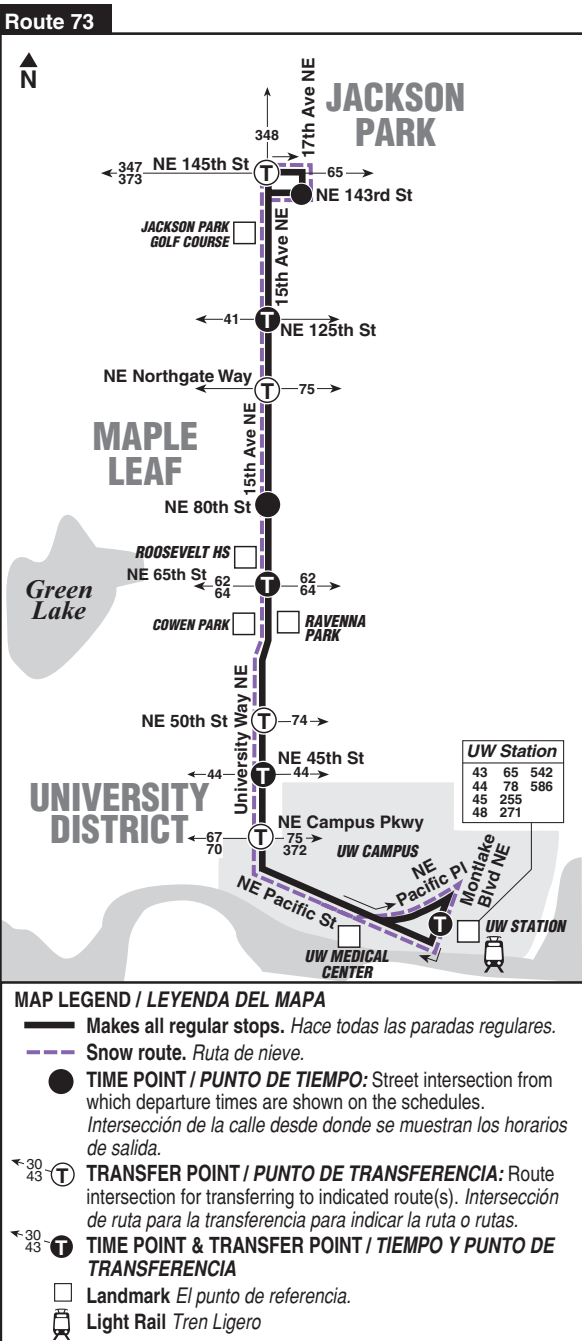 Route 73
N
JACKSON
PARK
17th Ave NE
348
NE 145th St
T
347
373
65
NE 143rd St
JACKSON PARK
GOLF COURSE
15th Ave NE
41
T
NE 125th St
NE Northgate Way
T
75
MAPLE
LEAF
15th Ave NE
NE 80th St
ROOSEVELT HS
NE 65th St
62
64
T
62
64
Green
Lake
COWEN PARK
RAVENNA
PARK
University Way NE
NE 50th St
T
74
NE 45th St
44
T
44
UNIVERSITY
DISTRICT
NE Campus Pkwy
67
70
T
75
372
UW CAMPUS
UW Station
43 65 542
44 78 586
45 255
48 271
NE
Pacific Pl
Montlake
Blvd NE
NE Pacific St
T
UW STATION
UW MEDICAL
CENTER
MAP LEGEND / LEYENDA DEL MAPA
Makes all regular stops. Hace todas las paradas regulares.
Snow route. Ruta de nieve.
TIME POINT / PUNTO DE TIEMPO: Street intersection from
which departure times are shown on the schedules.
Intersección de la calle desde donde se muestran los horarios
de salida.
30
43
T
TRANSFER POINT / PUNTO DE TRANSFERENCIA: Route
intersection for transferring to indicated route(s). Intersección
de ruta para la transferencia para indicar la ruta o rutas.
30
43
T
TIME POINT & TRANSFER POINT / TIEMPO Y PUNTO DE
TRANSFERENCIA
Landmark El punto de referencia.
Light Rail Tren Ligero